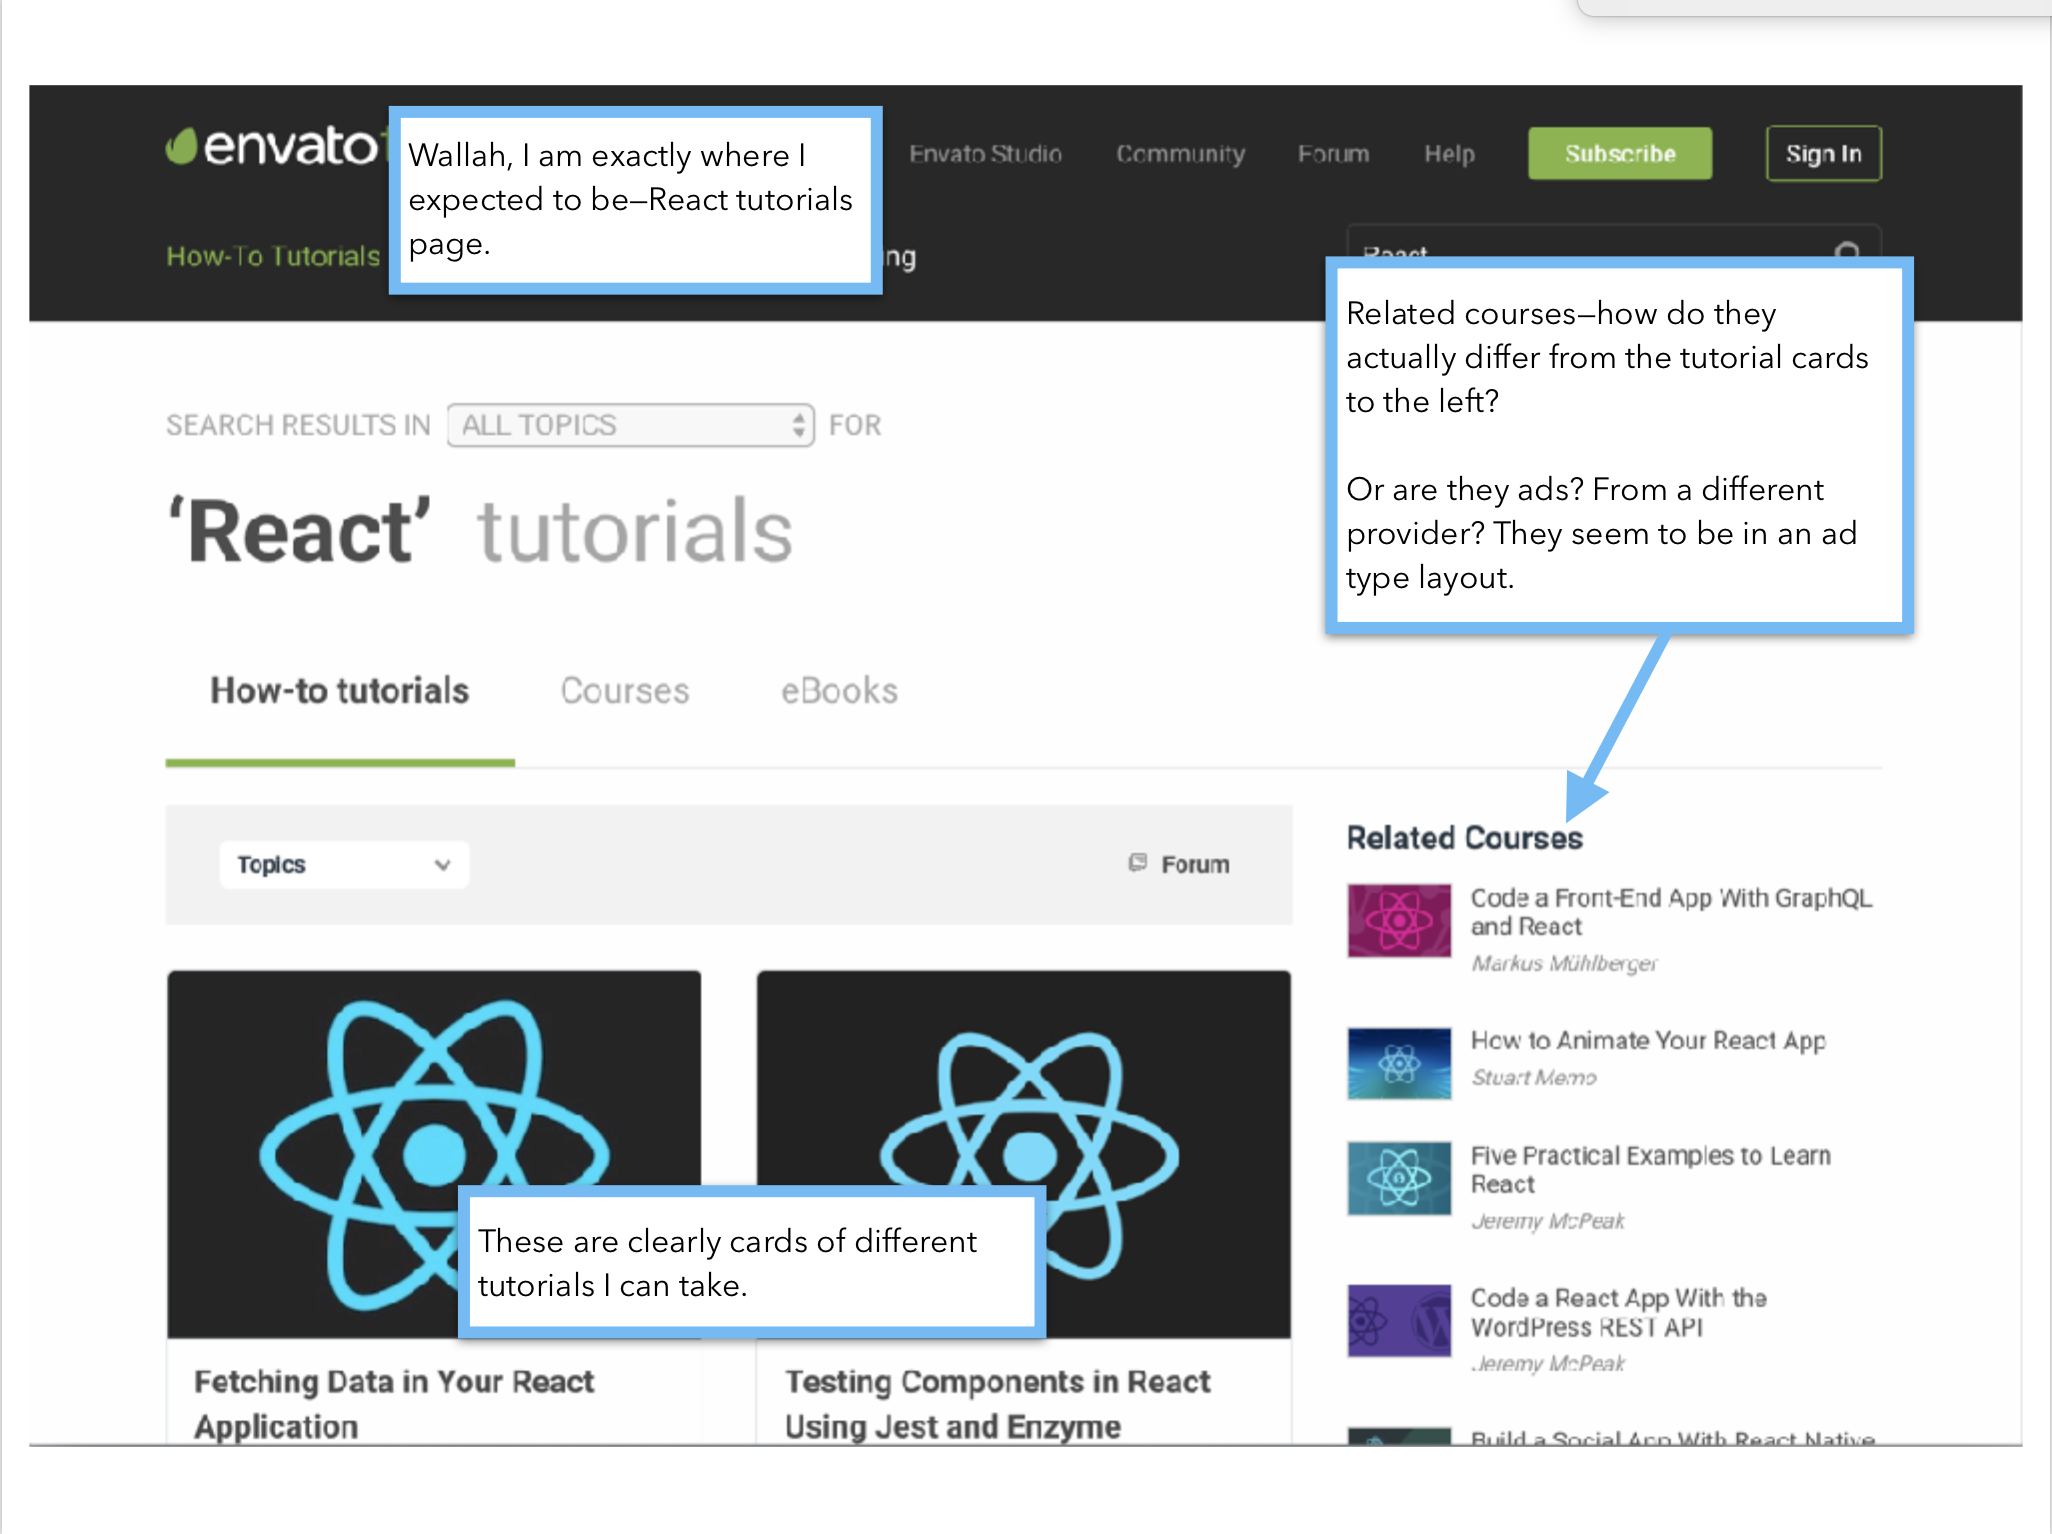 envato
Wallah, I am exactly where I
expected to be—React tutorials
page.
Envato Studio
Community
Forum
Help
Subscribe
Sign In
How-To Tutorials
ng
React
Related courses—how do they
actually differ from the tutorial cards
to the left?
Or are they ads? From a different
provider? They seem to be in an ad
type layout.
SEARCH RESULTS IN ALL TOPICS FOR
‘React’ tutorials
How-to tutorials
Courses
eBooks
Topics
Forum
These are clearly cards of different
tutorials I can take.
Fetching Data in Your React
Application
Testing Components in React
Using Jest and Enzyme
Related Courses
Code a Front-End App With GraphQL
and React
Markus Mühlberger
How to Animate Your React App
Stuart Memo
Five Practical Examples to Learn
React
Jeremy McPeak
Code a React App With the
WordPress REST API
Jeremy McPeak
Build a Social App With React Native